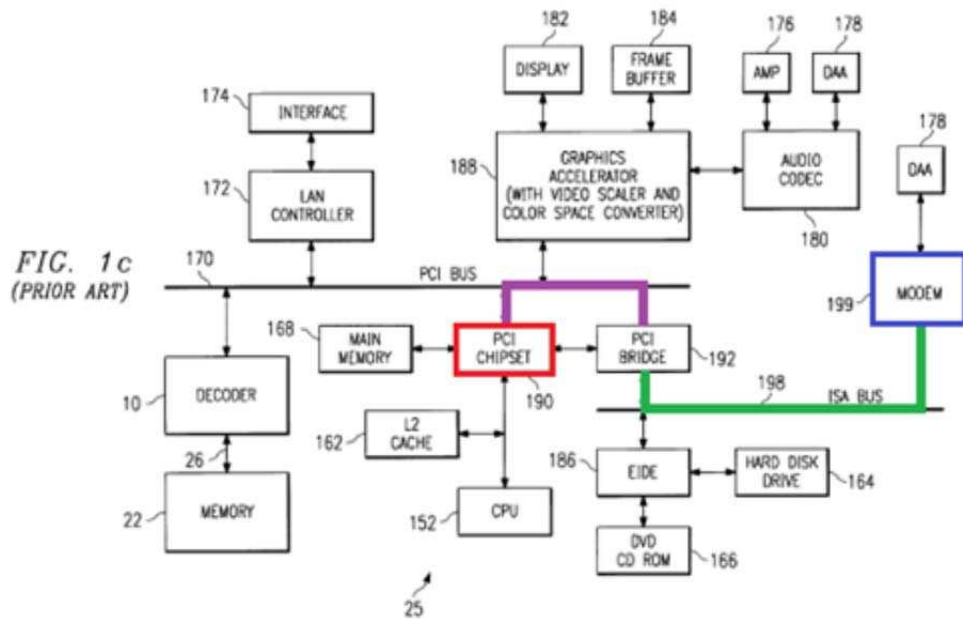 182
184
176
178
DISPLAY
FRAME
BUFFER
AMP
DAA
174
INTERFACE
178
188
GRAPHICS
ACCELERATOR
(WITH VIDEO SCALER AND
COLOR SPACE CONVERTER)
AUDIO
CODEC
DAA
172
LAN
CONTROLLER
180
FIG. 1c
(PRIOR ART)
170
PCI BUS
199
MODEM
168
MAIN
MEMORY
PCI
CHIPSET
PCI
BRIDGE
192
190
10
DECODER
198
ISA BUS
162
L2
CACHE
26
186
EIDE
HARD DISK
DRIVE
164
22
MEMORY
152
CPU
DVD
CD ROM
166
25